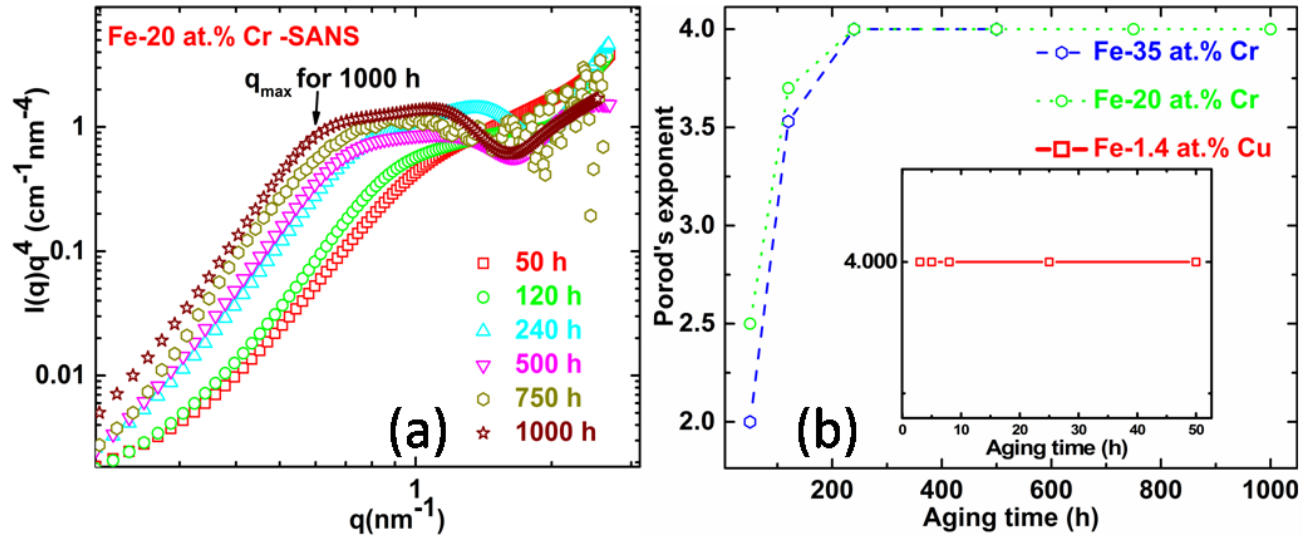 Fe-20 at.% Cr -SANS
q_max for 1000 h
I(q)q^4 (cm^-1 nm^-4)
1
0.1
0.01
50 h
120 h
240 h
500 h
750 h
1000 h
(a)
1
q(nm^-1)
4.0
3.5
3.0
2.5
2.0
Porod's exponent
Fe-35 at.% Cr
Fe-20 at.% Cr
Fe-1.4 at.% Cu
4.000
0 10 20 30 40 50
Aging time (h)
(b)
200 400 600 800 1000
Aging time (h)